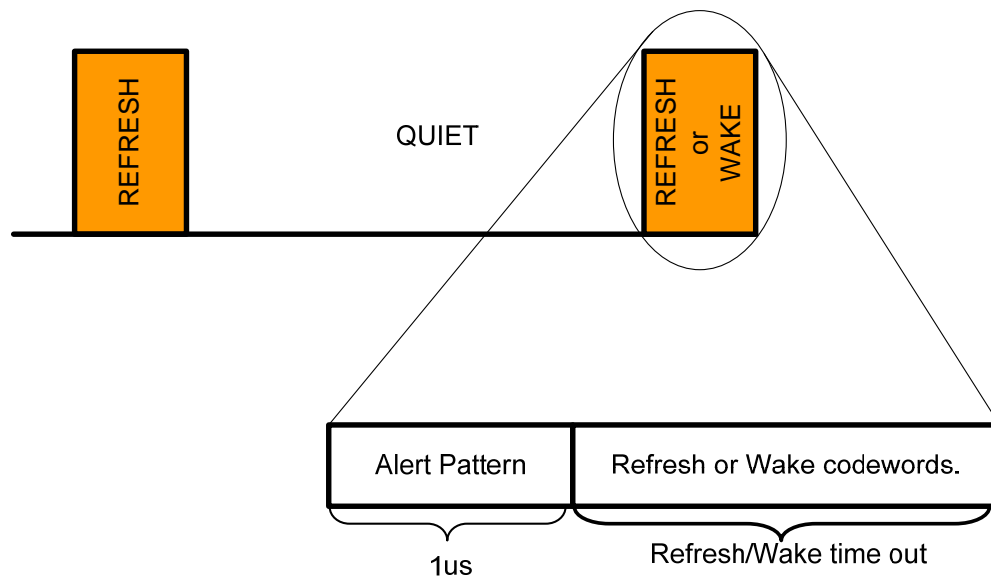 REFRESH
QUIET
REFRESH
or
WAKE
Alert Pattern
Refresh or Wake codewords.
1us
Refresh/Wake time out